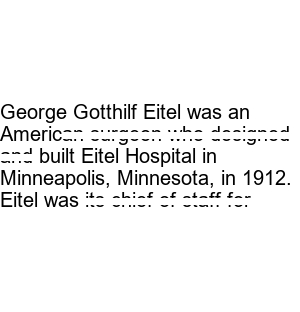 George Gotthilf Eitel was an
American surgeon who designed
and built Eitel Hospital in
Minneapolis, Minnesota, in 1912.
Eitel was its chief of staff for